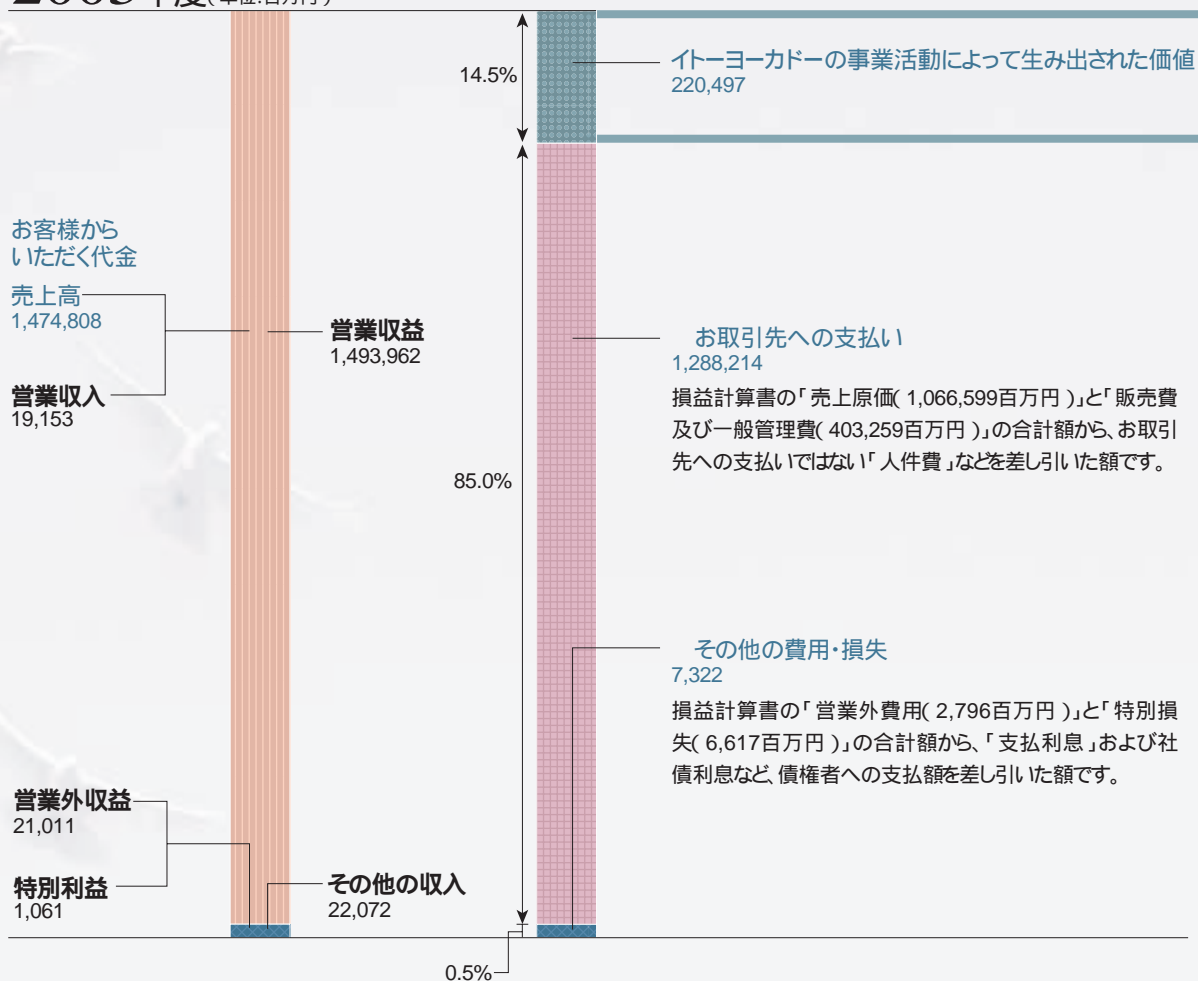 2003年度(単位:百万円)
14.5%
イトーヨーカドーの事業活動によって生み出された価値
220,497
お客様から
いただく代金
売上高
1,474,808
営業収入
19,153
営業収益
1,493,962
85.0%
お取引先への支払い
1,288,214
損益計算書の「売上原価(1,066,599百万円)」と「販売費
及び一般管理費(403,259百万円)」の合計額から、お取引
先への支払いではない「人件費」などを差し引いた額です。
その他の費用・損失
7,322
損益計算書の「営業外費用(2,796百万円)」と「特別損
失(6,617百万円)」の合計額から、「支払利息」および社
債利息など、債権者への支払額を差し引いた額です。
営業外収益
21,011
特別利益
1,061
その他の収入
22,072
0.5%